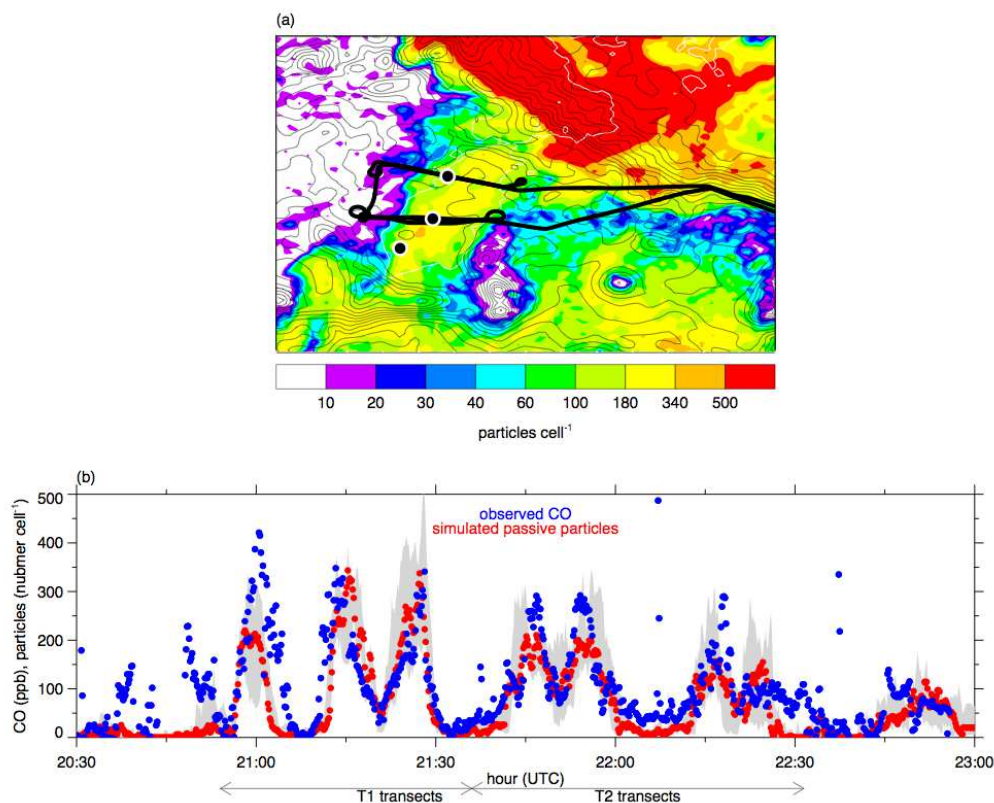 (a)
10 20 30 40 60 100 180 340 500
particles cell-1
(b)
CO (ppb), particles (nubmer cell-1)
500
400
300
200
100
0
observed CO
simulated passive particles
20:30 21:00 21:30 22:00 22:30 23:00
hour (UTC)
T1 transects T2 transects